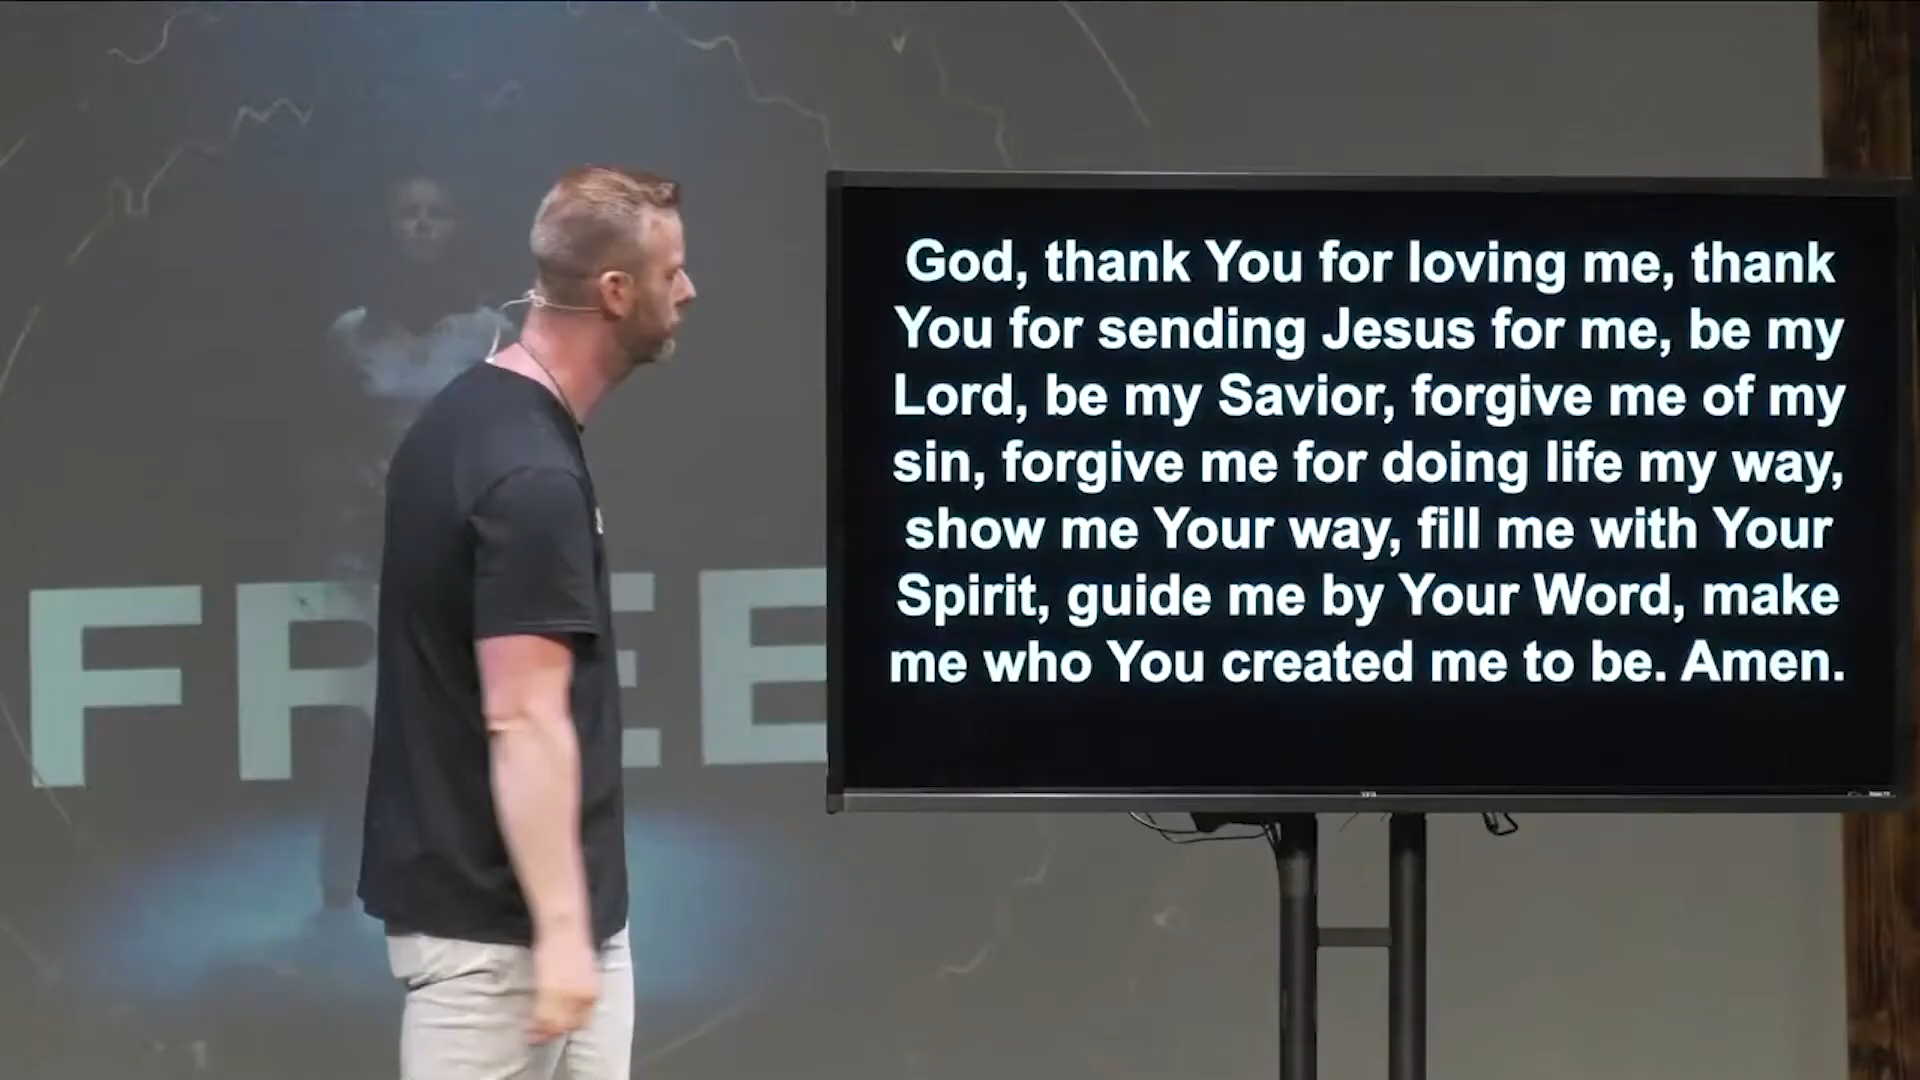 God, thank You for loving me, thank
You for sending Jesus for me, be my
Lord, be my Savior, forgive me of my
sin, forgive me for doing life my way,
show me Your way, fill me with Your
Spirit, guide me by Your Word, make
me who You created me to be. Amen.
FREE